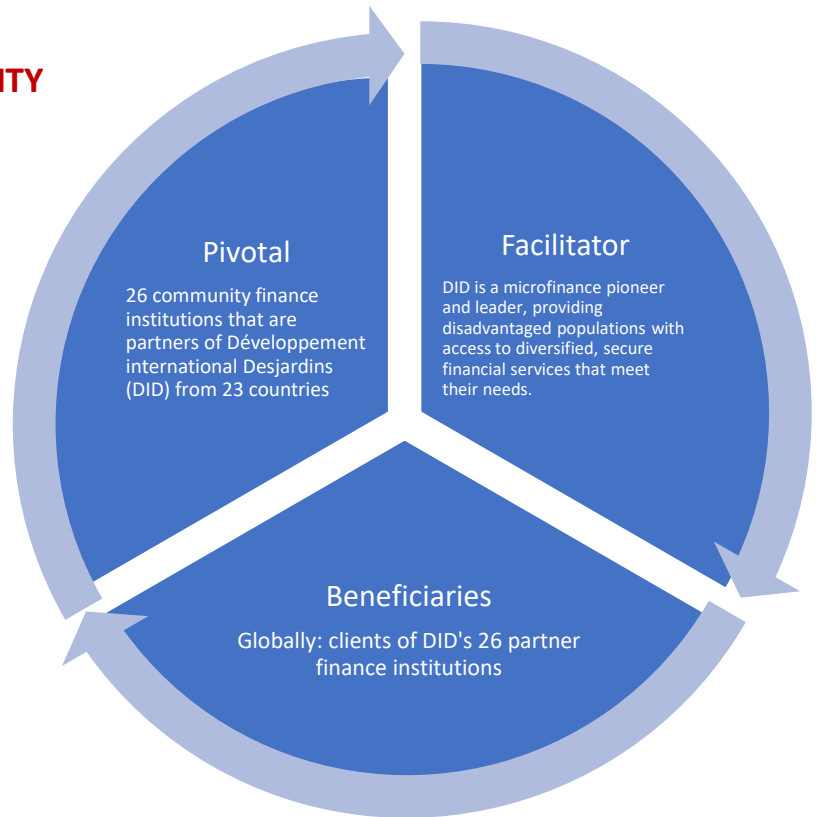 ITY
Pivotal
26 community finance
institutions that are
partners of Développement
international Desjardins
(DID) from 23 countries
Facilitator
DID is a microfinance pioneer
and leader, providing
disadvantaged populations with
access to diversified, secure
financial services that meet
their needs.
Beneficiaries
Globally: clients of DID's 26 partner
finance institutions